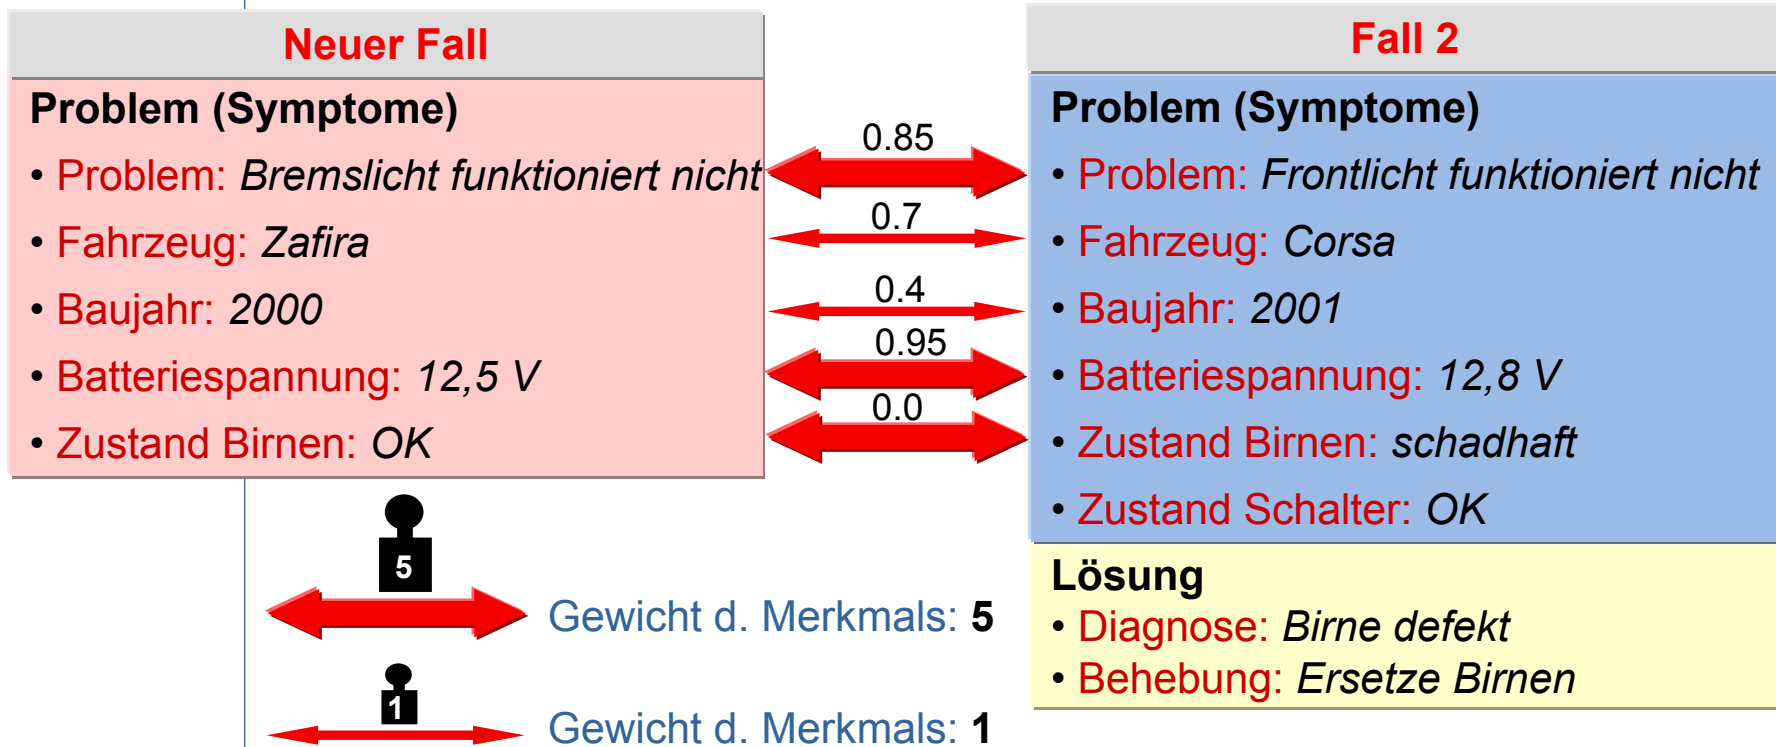 Neuer Fall
Problem (Symptome)
• Problem: Bremslicht funktioniert nicht
• Fahrzeug: Zafira
• Baujahr: 2000
• Batteriespannung: 12,5 V
• Zustand Birnen: OK
0.85
0.7
0.4
0.95
0.0
Fall 2
Problem (Symptome)
• Problem: Frontlicht funktioniert nicht
• Fahrzeug: Corsa
• Baujahr: 2001
• Batteriespannung: 12,8 V
• Zustand Birnen: schadhaft
• Zustand Schalter: OK
Lösung
• Diagnose: Birne defekt
• Behebung: Ersetze Birnen
5
Gewicht d. Merkmals: 5
1
Gewicht d. Merkmals: 1